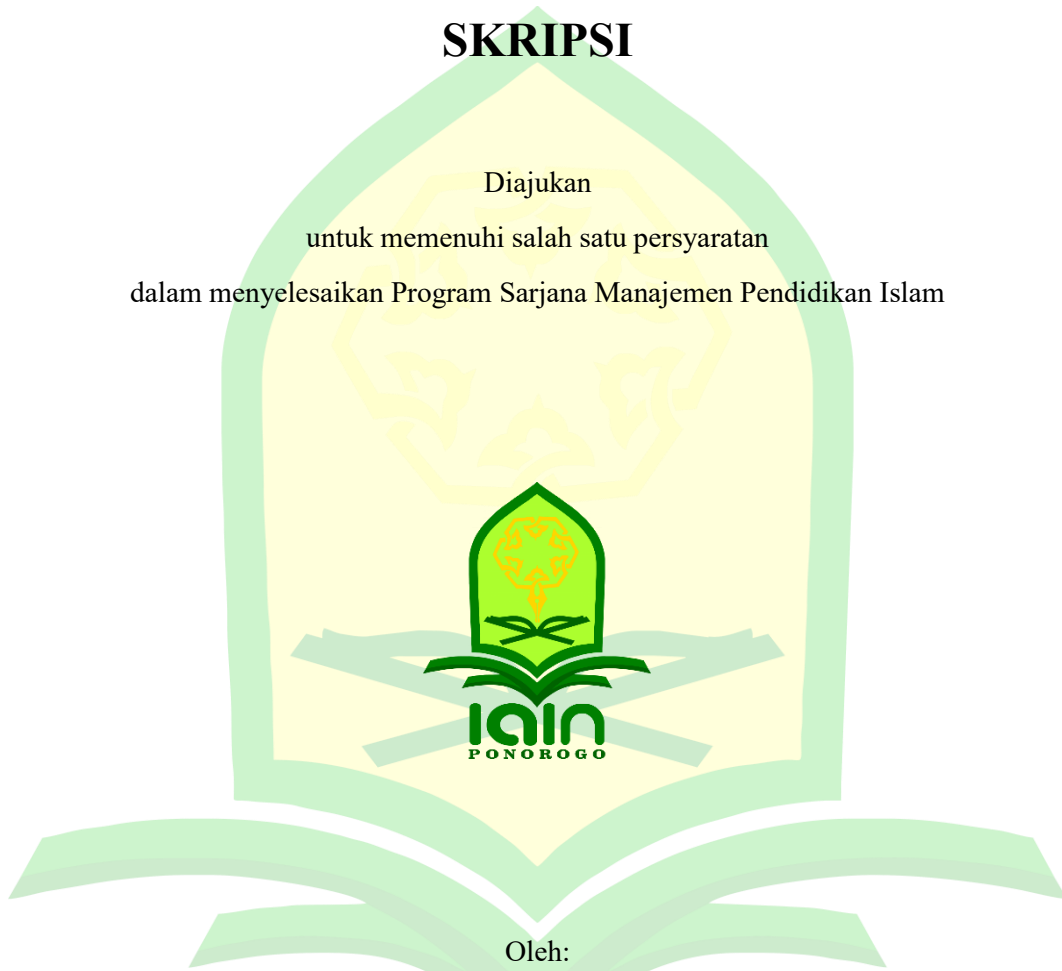 SKRIPSI
Diajukan
untuk memenuhi salah satu persyaratan
dalam menyelesaikan Program Sarjana Manajemen Pendidikan Islam
iain
PONOROGO
Oleh: